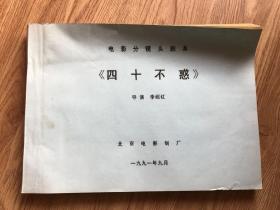 电影分镜头剧本
《四十不惑》
导演 李少红
北京电影制片厂
一九九一年九月